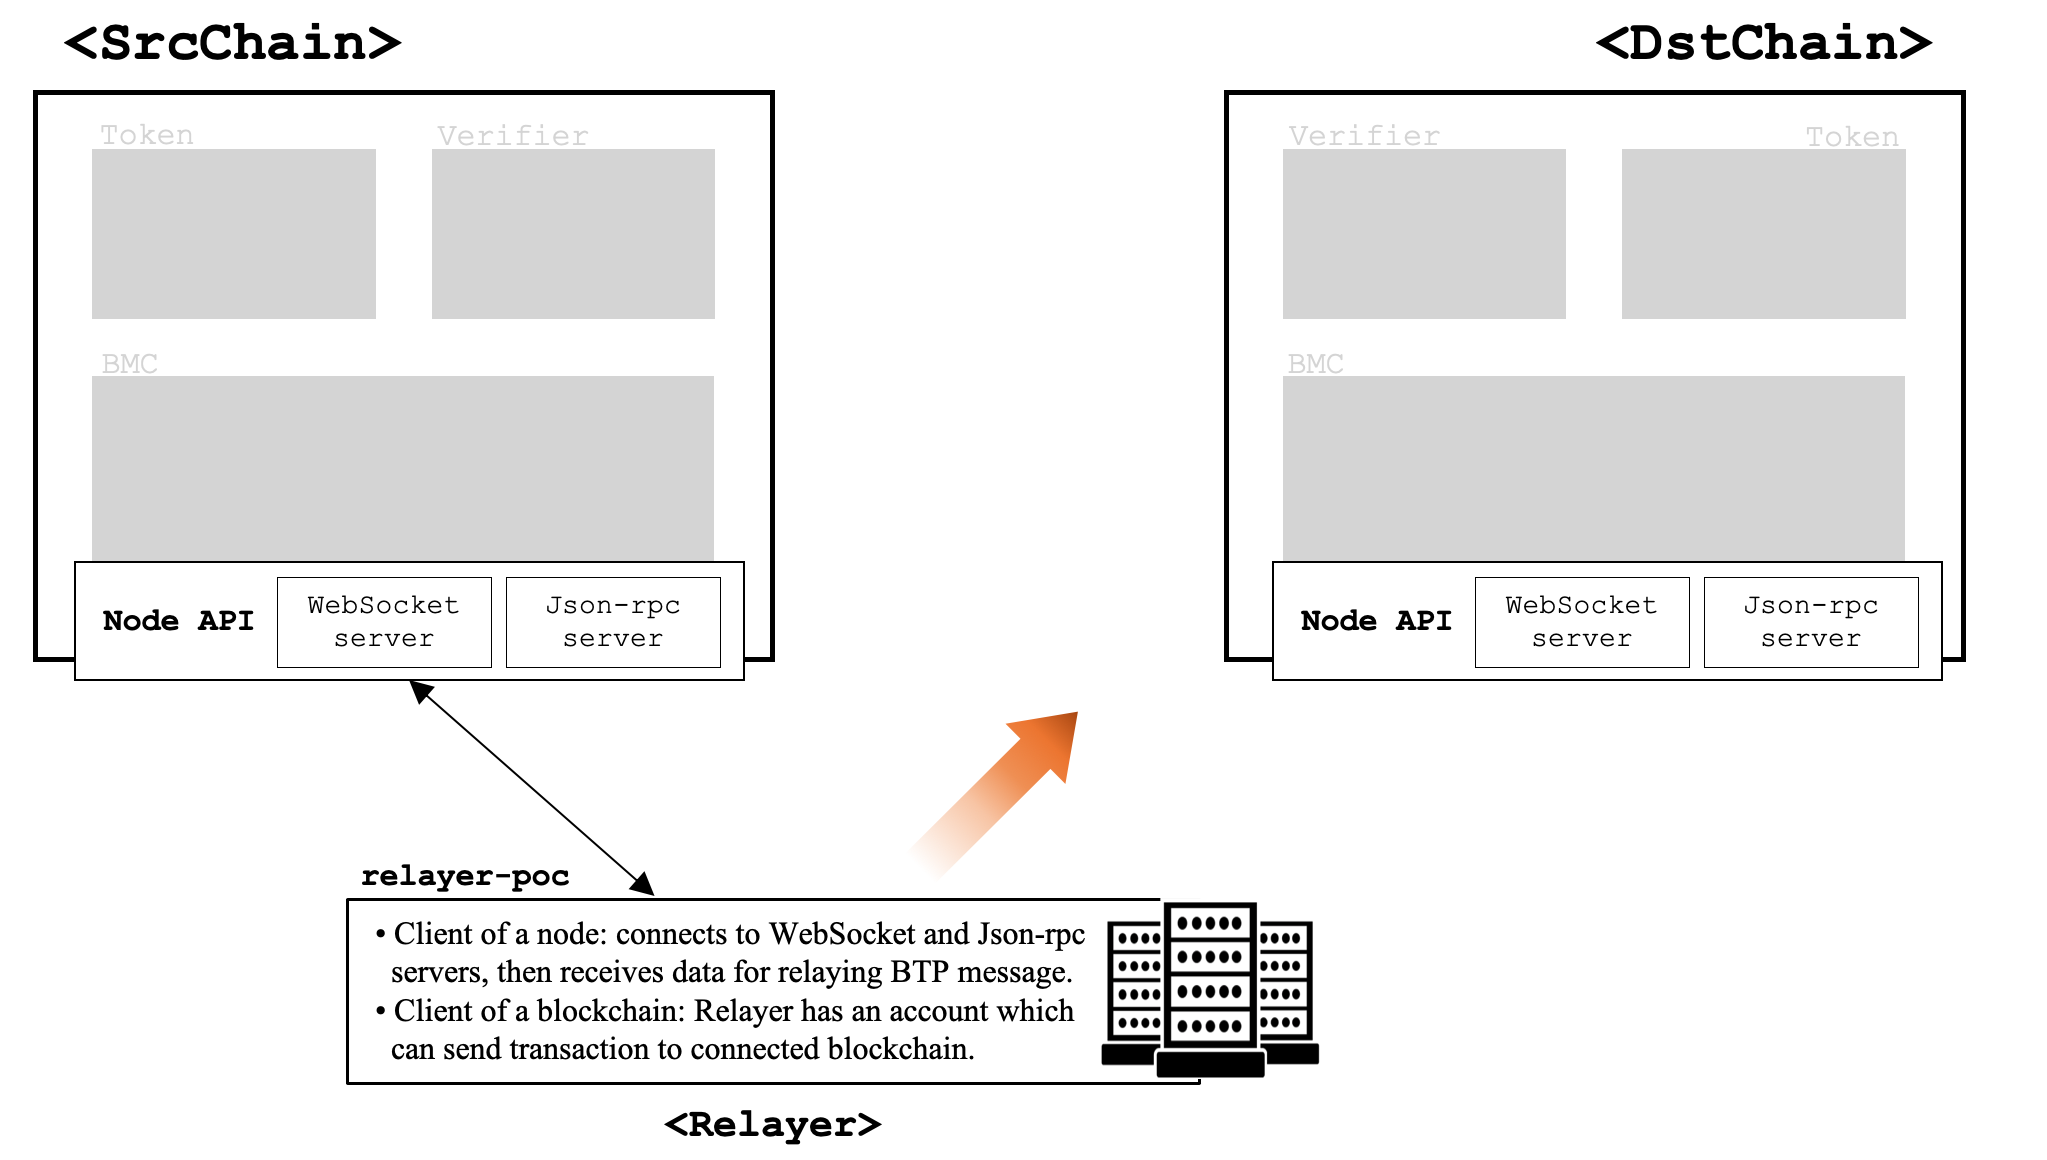 <SrcChain>
<DstChain>
Token
Verifier
Verifier
Token
BMC
BMC
Node API
WebSocket
server
Json-rpc
server
Node API
WebSocket
server
Json-rpc
server
relayer-poc
• Client of a node: connects to WebSocket and Json-rpc
servers, then receives data for relaying BTP message.
• Client of a blockchain: Relayer has an account which
can send transaction to connected blockchain.
<Relayer>